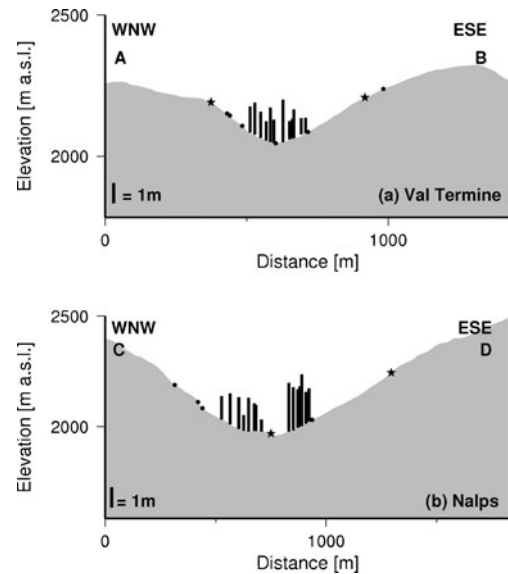 2500
WNW
ESE
A
B
Elevation [m a.s.l.]
2000
= 1m
(a) Val Termine
0
1000
Distance [m]
2500
WNW
ESE
C
D
Elevation [m a.s.l.]
2000
= 1m
(b) Nalps
0
1000
Distance [m]